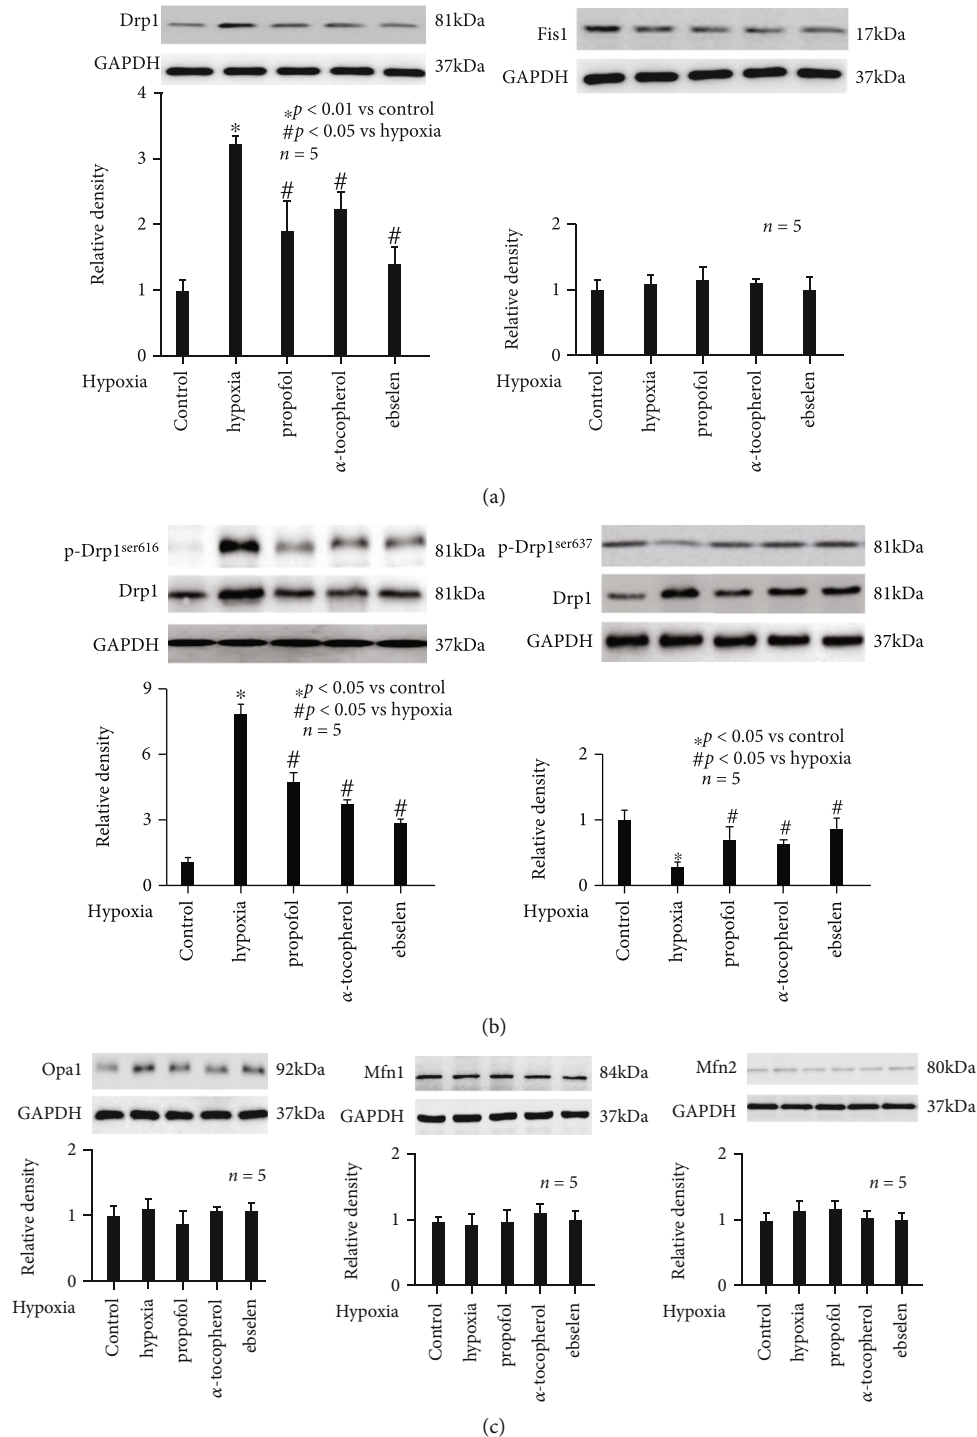 Drp1 81kDa
GAPDH 37kDa
4
3
2
1
0
Relative density
*p < 0.01 vs control
#p < 0.05 vs hypoxia
n = 5
*
#
#
#
Hypoxia
Control
hypoxia
propofol
α-tocopherol
ebselen
Fis1 17kDa
GAPDH 37kDa
2
1
0
Relative density
n = 5
Hypoxia
Control
hypoxia
propofol
α-tocopherol
ebselen
(a)
p-Drp1ser616 81kDa
Drp1 81kDa
GAPDH 37kDa
9
6
3
0
Relative density
*p < 0.05 vs control
#p < 0.05 vs hypoxia
n = 5
*
#
#
#
Hypoxia
Control
hypoxia
propofol
α-tocopherol
ebselen
p-Drp1ser637 81kDa
Drp1 81kDa
GAPDH 37kDa
2
1
0
Relative density
*p < 0.05 vs control
#p < 0.05 vs hypoxia
n = 5
*
#
#
#
Hypoxia
Control
hypoxia
propofol
α-tocopherol
ebselen
(b)
Opa1 92kDa
GAPDH 37kDa
2
1
0
Relative density
n = 5
Hypoxia
Control
hypoxia
propofol
α-tocopherol
ebselen
Mfn1 84kDa
GAPDH 37kDa
2
1
0
Relative density
n = 5
Hypoxia
Control
hypoxia
propofol
α-tocopherol
ebselen
Mfn2 80kDa
GAPDH 37kDa
2
1
0
Relative density
n = 5
Hypoxia
Control
hypoxia
propofol
α-tocopherol
ebselen
(c)